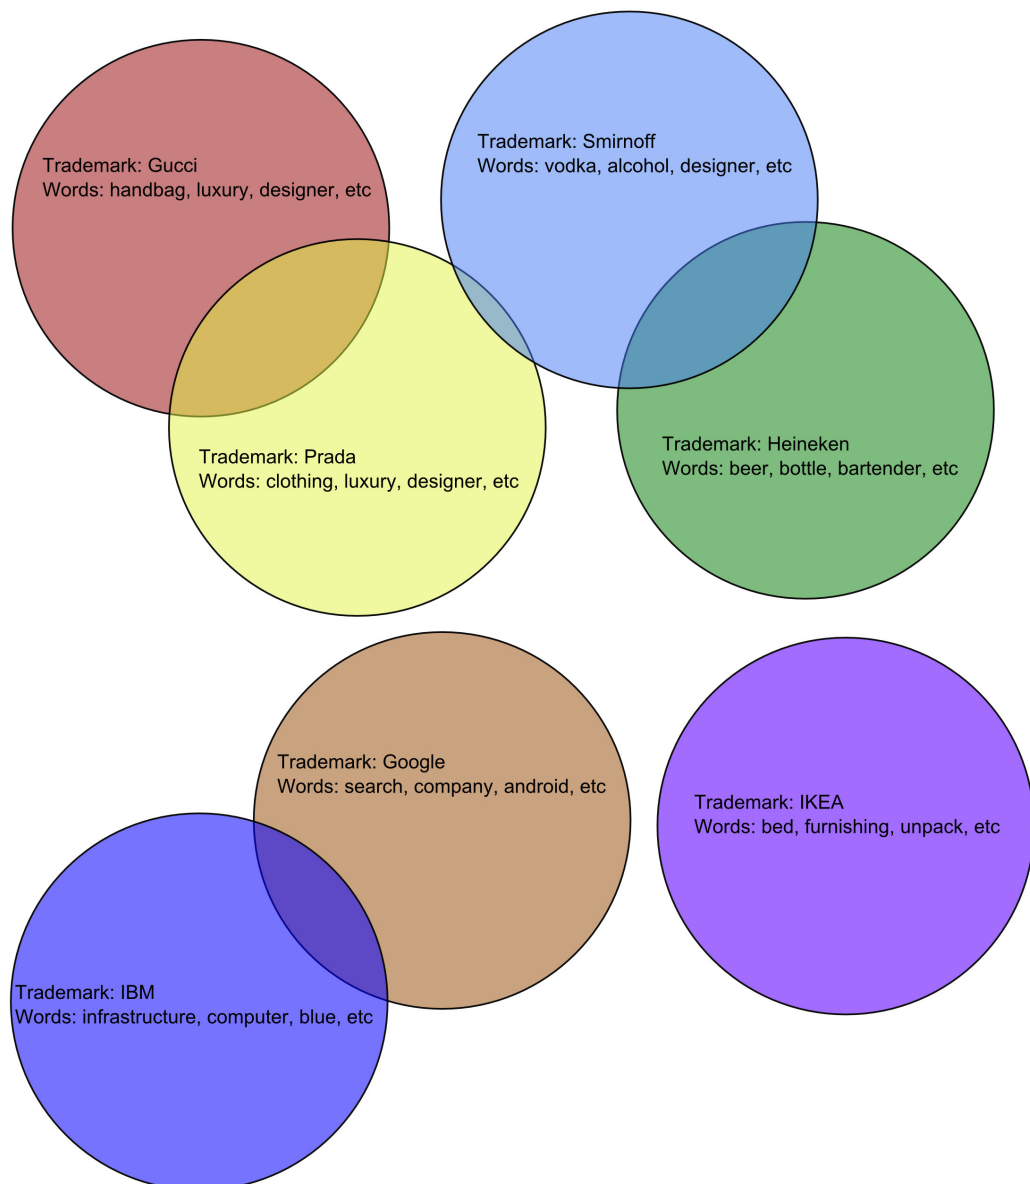 Trademark: Gucci
Words: handbag, luxury, designer, etc
Trademark: Smirnoff
Words: vodka, alcohol, designer, etc
Trademark: Prada
Words: clothing, luxury, designer, etc
Trademark: Heineken
Words: beer, bottle, bartender, etc
Trademark: Google
Words: search, company, android, etc
Trademark: IKEA
Words: bed, furnishing, unpack, etc
Trademark: IBM
Words: infrastructure, computer, blue, etc